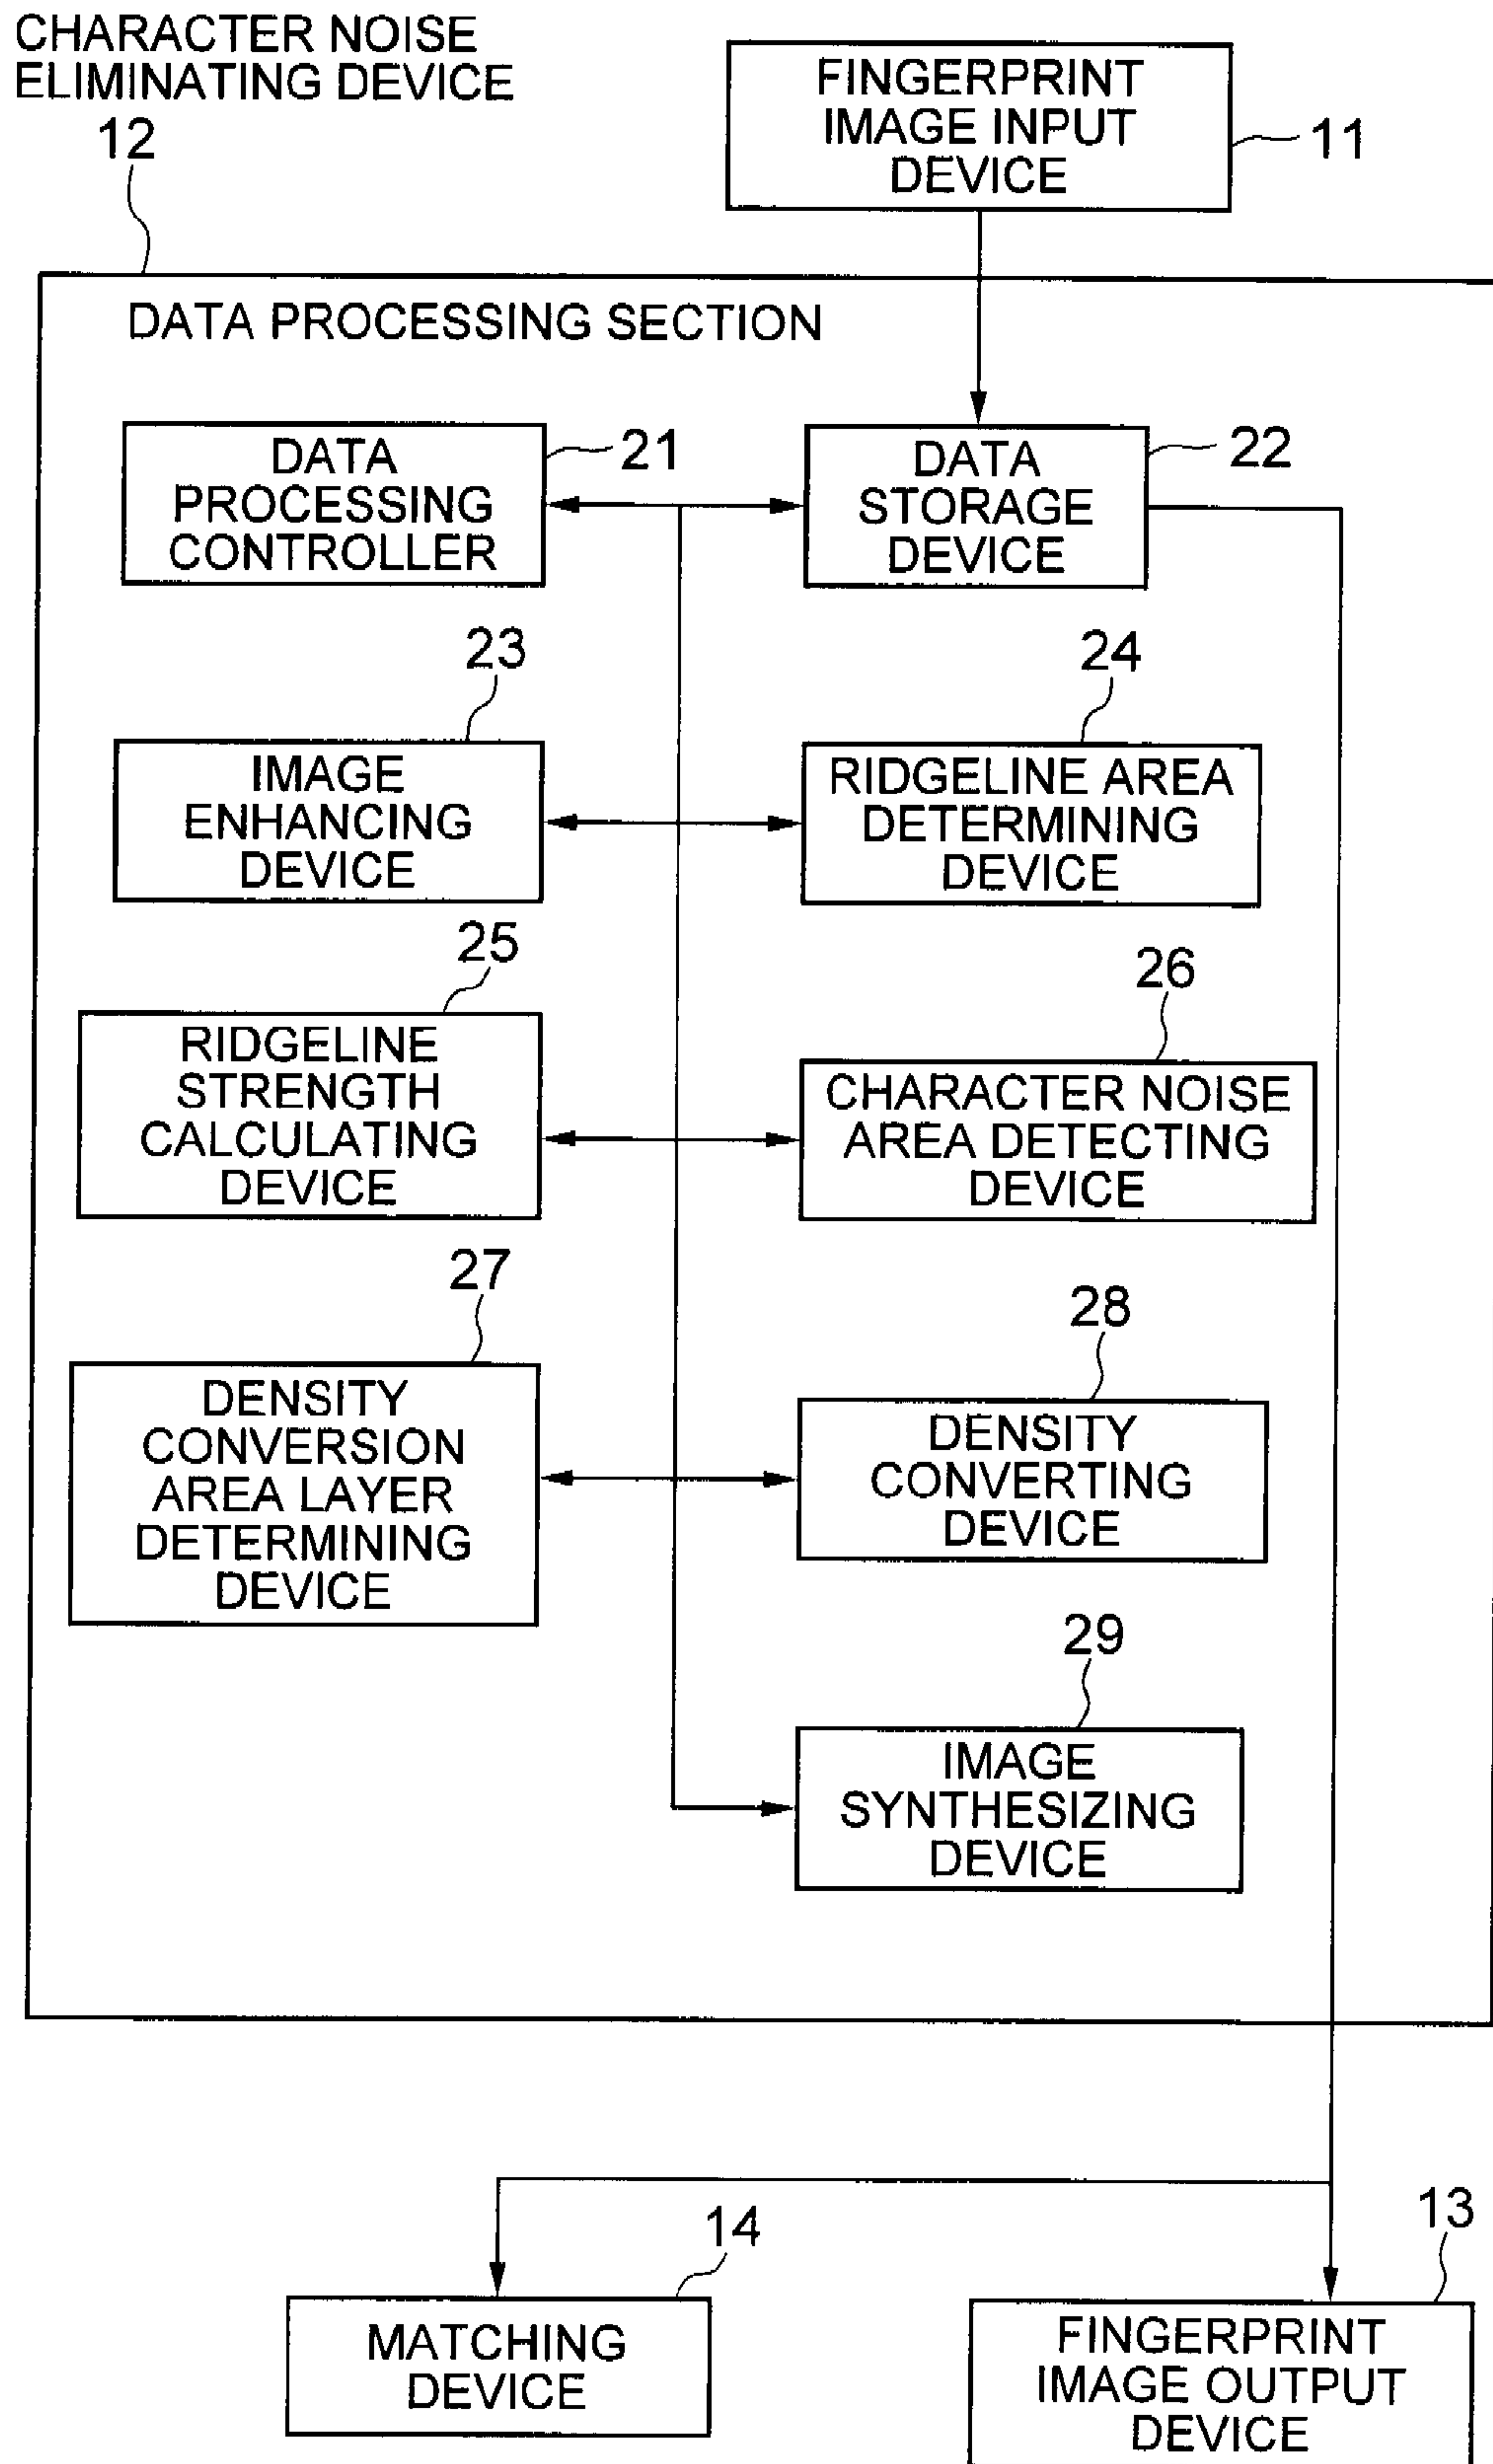 CHARACTER NOISE
ELIMINATING DEVICE
12
FINGERPRINT
IMAGE INPUT
DEVICE
11
DATA PROCESSING SECTION
DATA
PROCESSING
CONTROLLER
21
DATA
STORAGE
DEVICE
22
23
IMAGE
ENHANCING
DEVICE
24
RIDGELINE AREA
DETERMINING
DEVICE
25
RIDGELINE
STRENGTH
CALCULATING
DEVICE
26
CHARACTER NOISE
AREA DETECTING
DEVICE
27
DENSITY
CONVERSION
AREA LAYER
DETERMINING
DEVICE
28
DENSITY
CONVERTING
DEVICE
29
IMAGE
SYNTHESIZING
DEVICE
14
MATCHING
DEVICE
13
FINGERPRINT
IMAGE OUTPUT
DEVICE